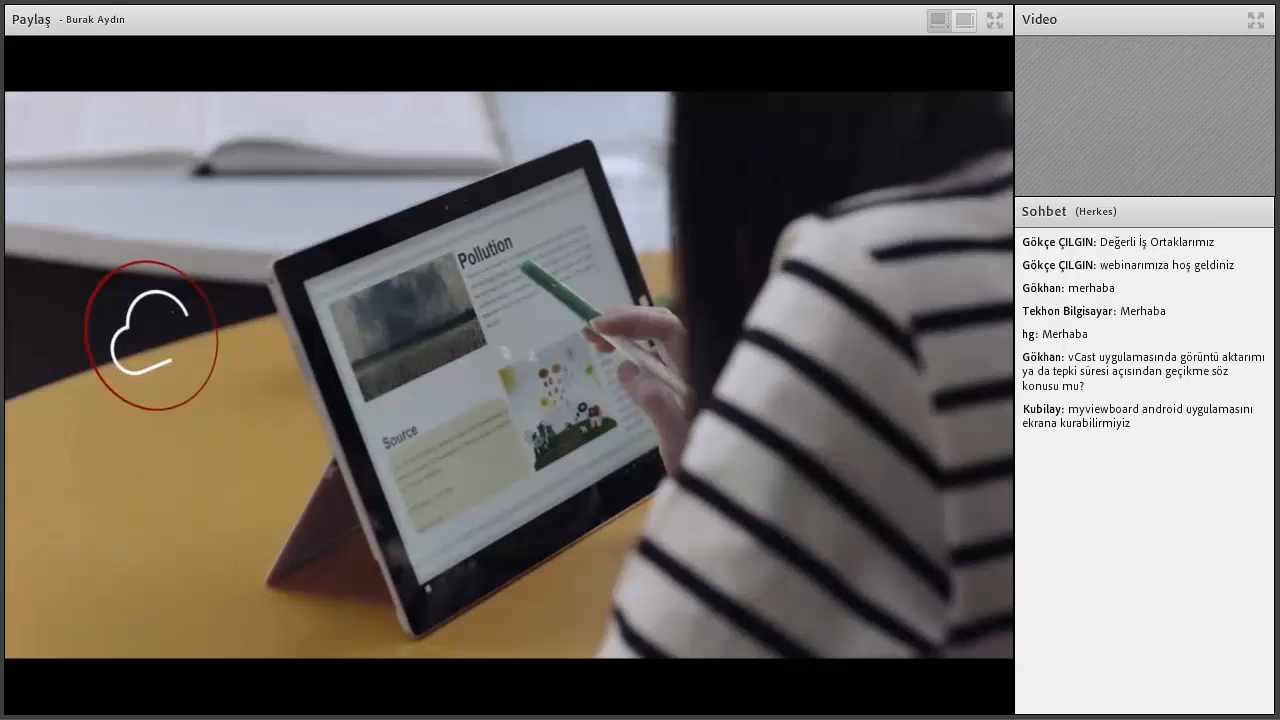 Paylaş - Burak Aydın
Video
Pollution
Source
Sohbet (Herkes)
Gökçe ÇILGIN: Değerli İş Ortaklarımız
Gökçe ÇILGIN: webinarımıza hoş geldiniz
Gökhan: merhaba
Tekhon Bilgisayar: Merhaba
hg: Merhaba
Gökhan: vCast uygulamasında görüntü aktarımı
ya da tepki süresi açısından geçikme söz
konusu mu?
Kubilay: myviewboard android uygulamasını
ekrana kurabilirmiyiz